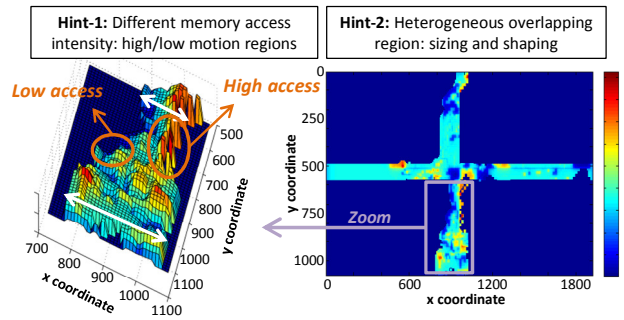 Hint-1: Different memory access
intensity: high/low motion regions
Hint-2: Heterogeneous overlapping
region: sizing and shaping
Low access
High access
500
600
700
800
900
1000
1100
y coordinate
700
800
900
1000
1100
x coordinate
Zoom
0
250
500
750
1000
y coordinate
0
600
1200
1800
x coordinate